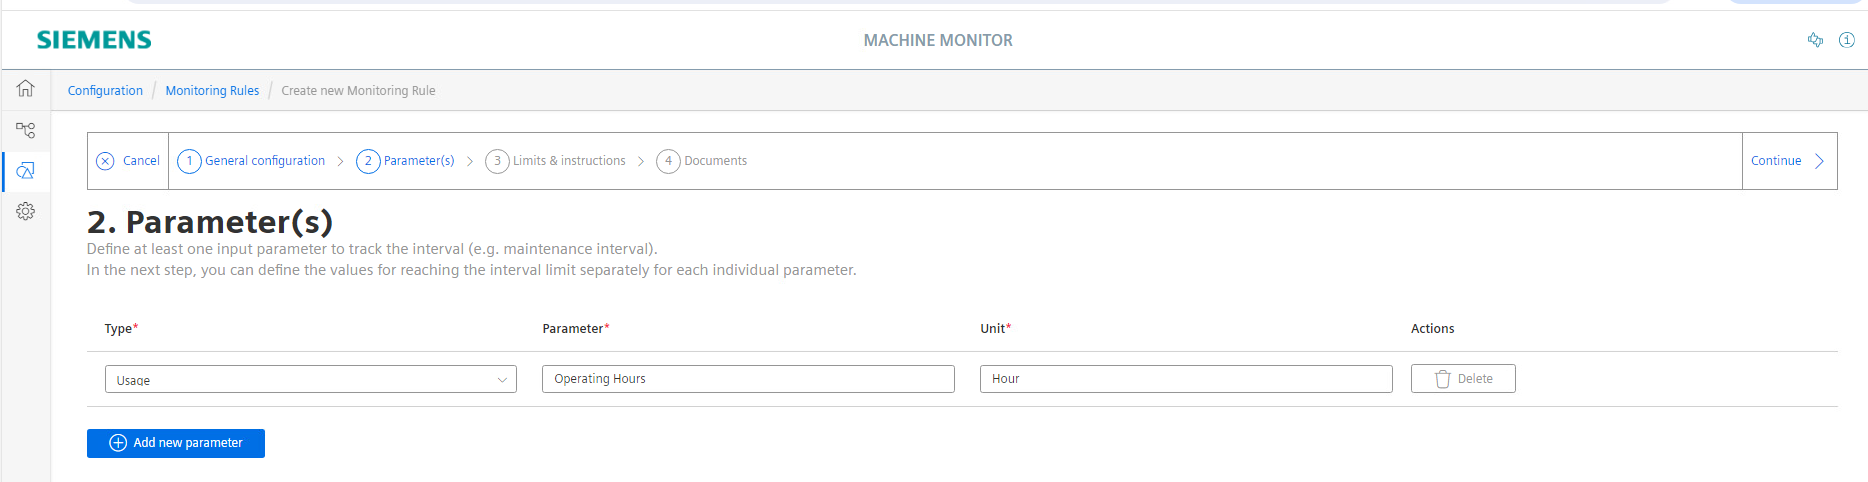 SIEMENS
MACHINE MONITOR
Configuration / Monitoring Rules / Create new Monitoring Rule
Cancel 1 General configuration 2 Parameter(s) 3 Limits & instructions 4 Documents Continue
2. Parameter(s)
Define at least one input parameter to track the interval (e.g. maintenance interval).
In the next step, you can define the values for reaching the interval limit separately for each individual parameter.
Type* Parameter* Unit* Actions
Usage Operating Hours Hour Delete
Add new parameter